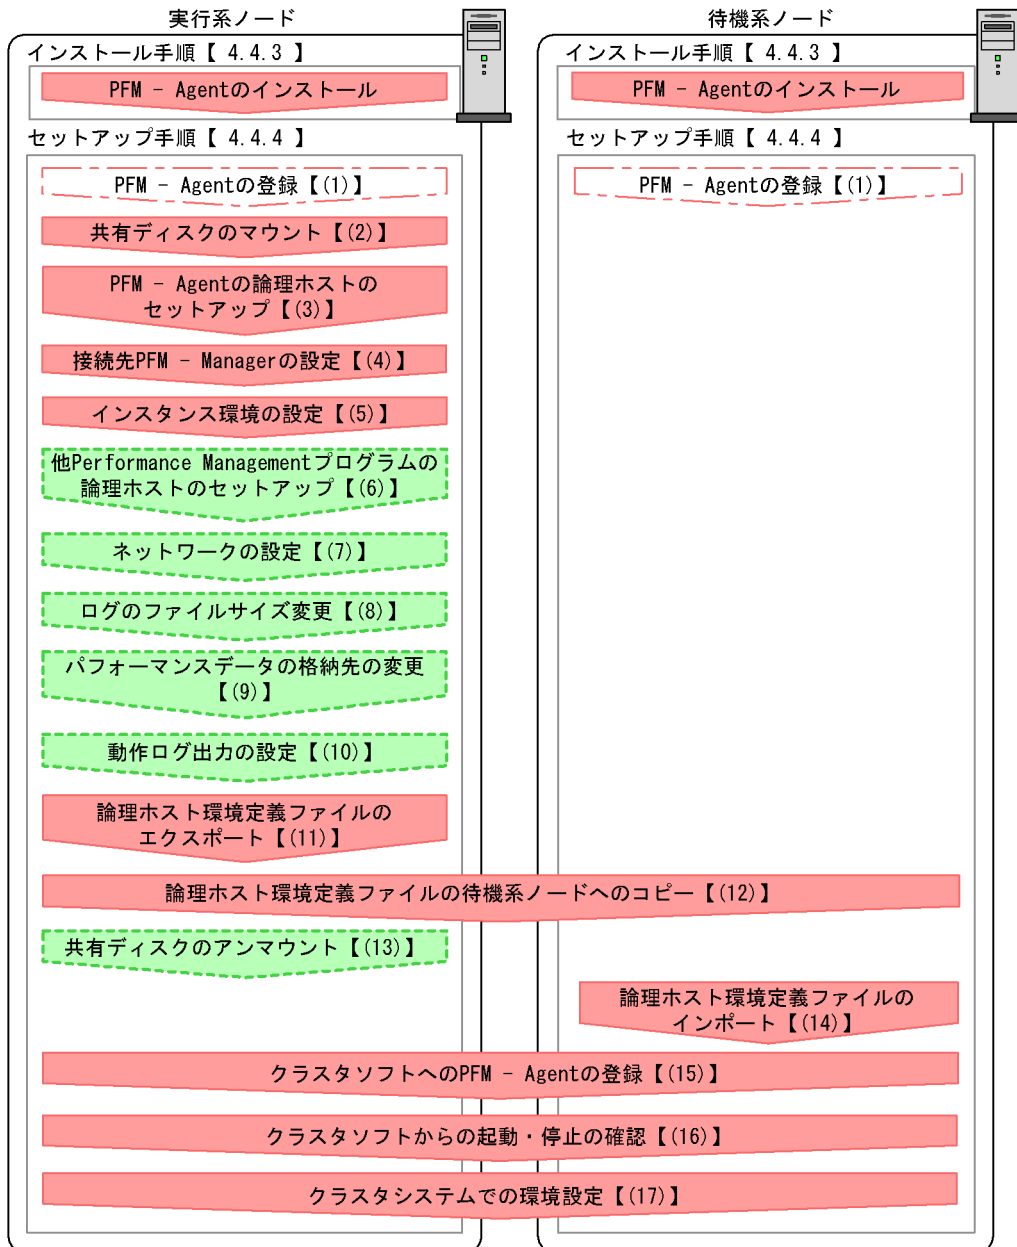 実行系ノード
待機系ノード
インストール手順【 4.4.3 】
インストール手順【 4.4.3 】
PFM - Agentのインストール
PFM - Agentのインストール
セットアップ手順【 4.4.4 】
セットアップ手順【 4.4.4 】
PFM - Agentの登録【(1)】
PFM - Agentの登録【(1)】
共有ディスクのマウント【(2)】
PFM - Agentの論理ホストの
セットアップ【(3)】
接続先PFM - Managerの設定【(4)】
インスタンス環境の設定【(5)】
他Performance Managementプログラムの
論理ホストのセットアップ【(6)】
ネットワークの設定【(7)】
ログのファイルサイズ変更【(8)】
パフォーマンスデータの格納先の変更
【(9)】
動作ログ出力の設定【(10)】
論理ホスト環境定義ファイルの
エクスポート【(11)】
論理ホスト環境定義ファイルの待機系ノードへのコピー【(12)】
共有ディスクのアンマウント【(13)】
論理ホスト環境定義ファイルの
インポート【(14)】
クラスタソフトへのPFM - Agentの登録【(15)】
クラスタソフトからの起動・停止の確認【(16)】
クラスタシステムでの環境設定【(17)】